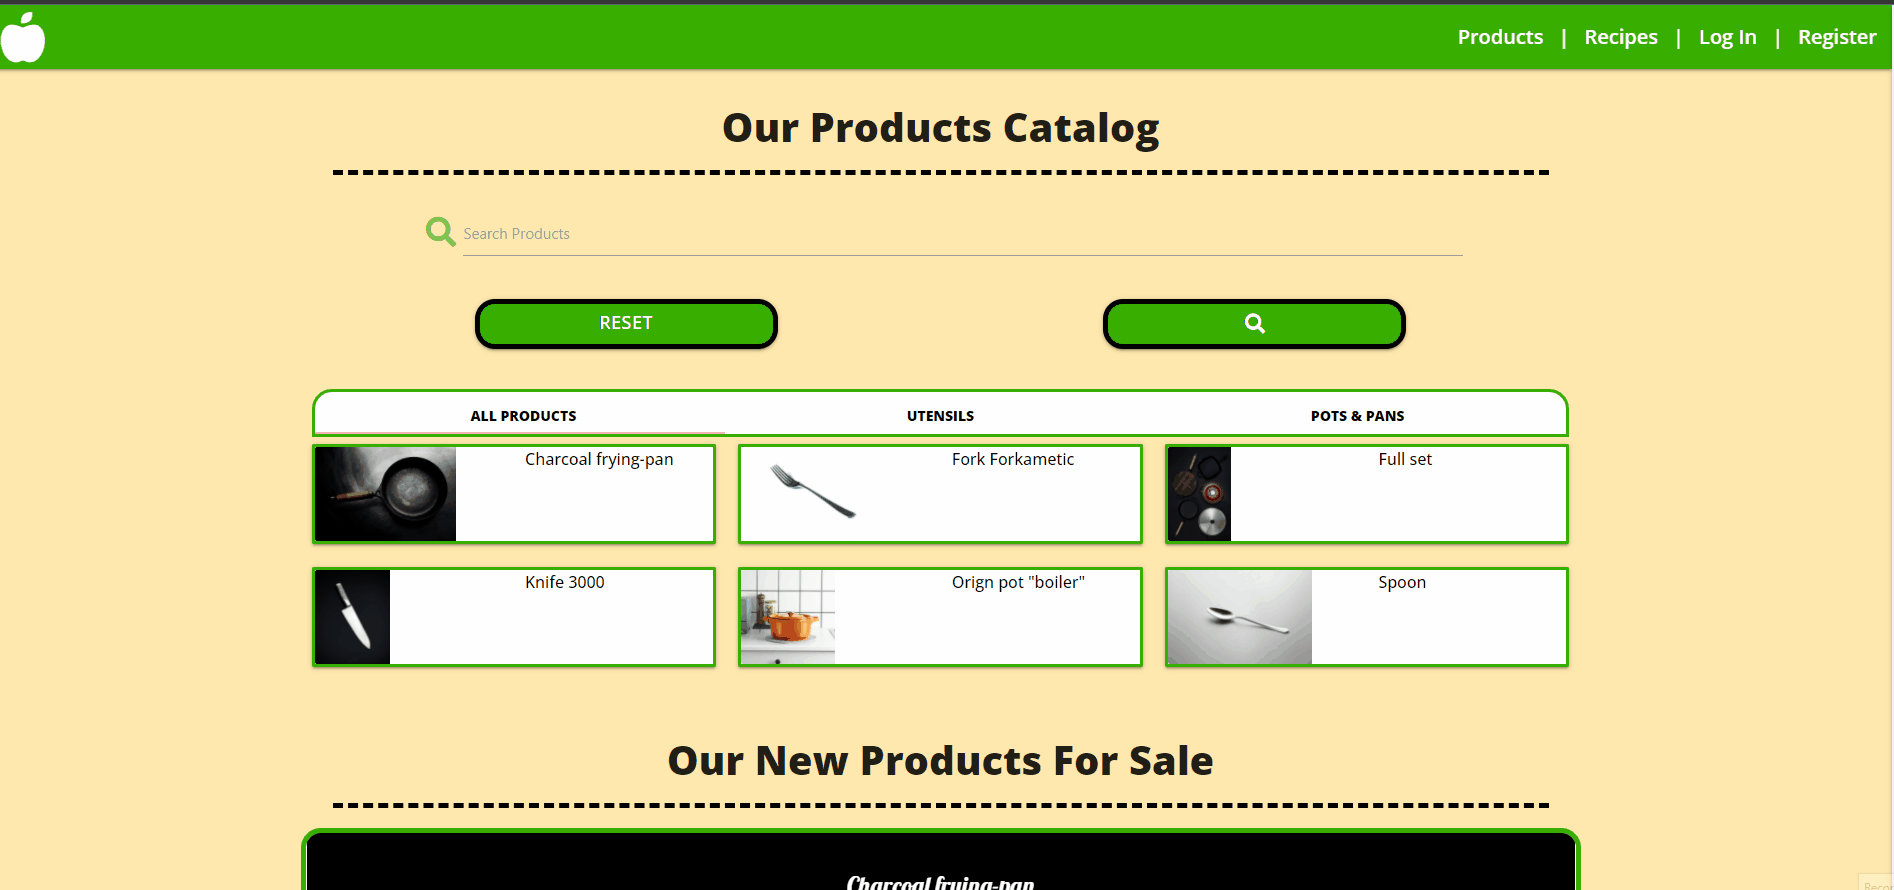 Products | Recipes | Log In | Register
Our Products Catalog
Search Products
RESET
ALL PRODUCTS UTENSILS POTS & PANS
Charcoal frying-pan Fork Forkametic Full set
Knife 3000 Orign pot "boiler" Spoon
Our New Products For Sale
Charcoal frying-pan